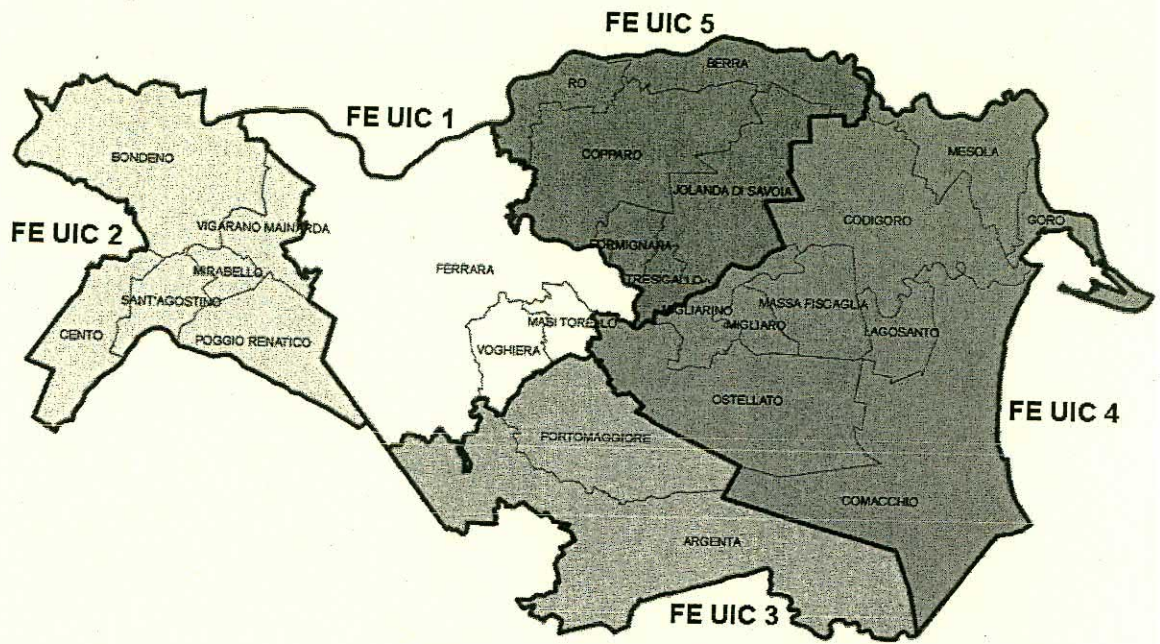 FE UIC 5
BERRA
RO
FE UIC 1
MESOLA
BONDENO
COPPARO
JOLANDA DI SAVOIA
CODIGORO
GORO
VIGARANO MAINARDA
FE UIC 2
FORMIGNANA
FERRARA
MIRABELLO
TRESIGALLO
SANT'AGOSTINO
MASSA FISCAGLIA
MIGLIARINO
MASI TORELLO
MIGLIARO
LAGOSANTO
CENTO
POGGIO RENATICO
VOGHIERA
OSTELLATO
FE UIC 4
PORTOMAGGIORE
COMACCHIO
ARGENTA
FE UIC 3